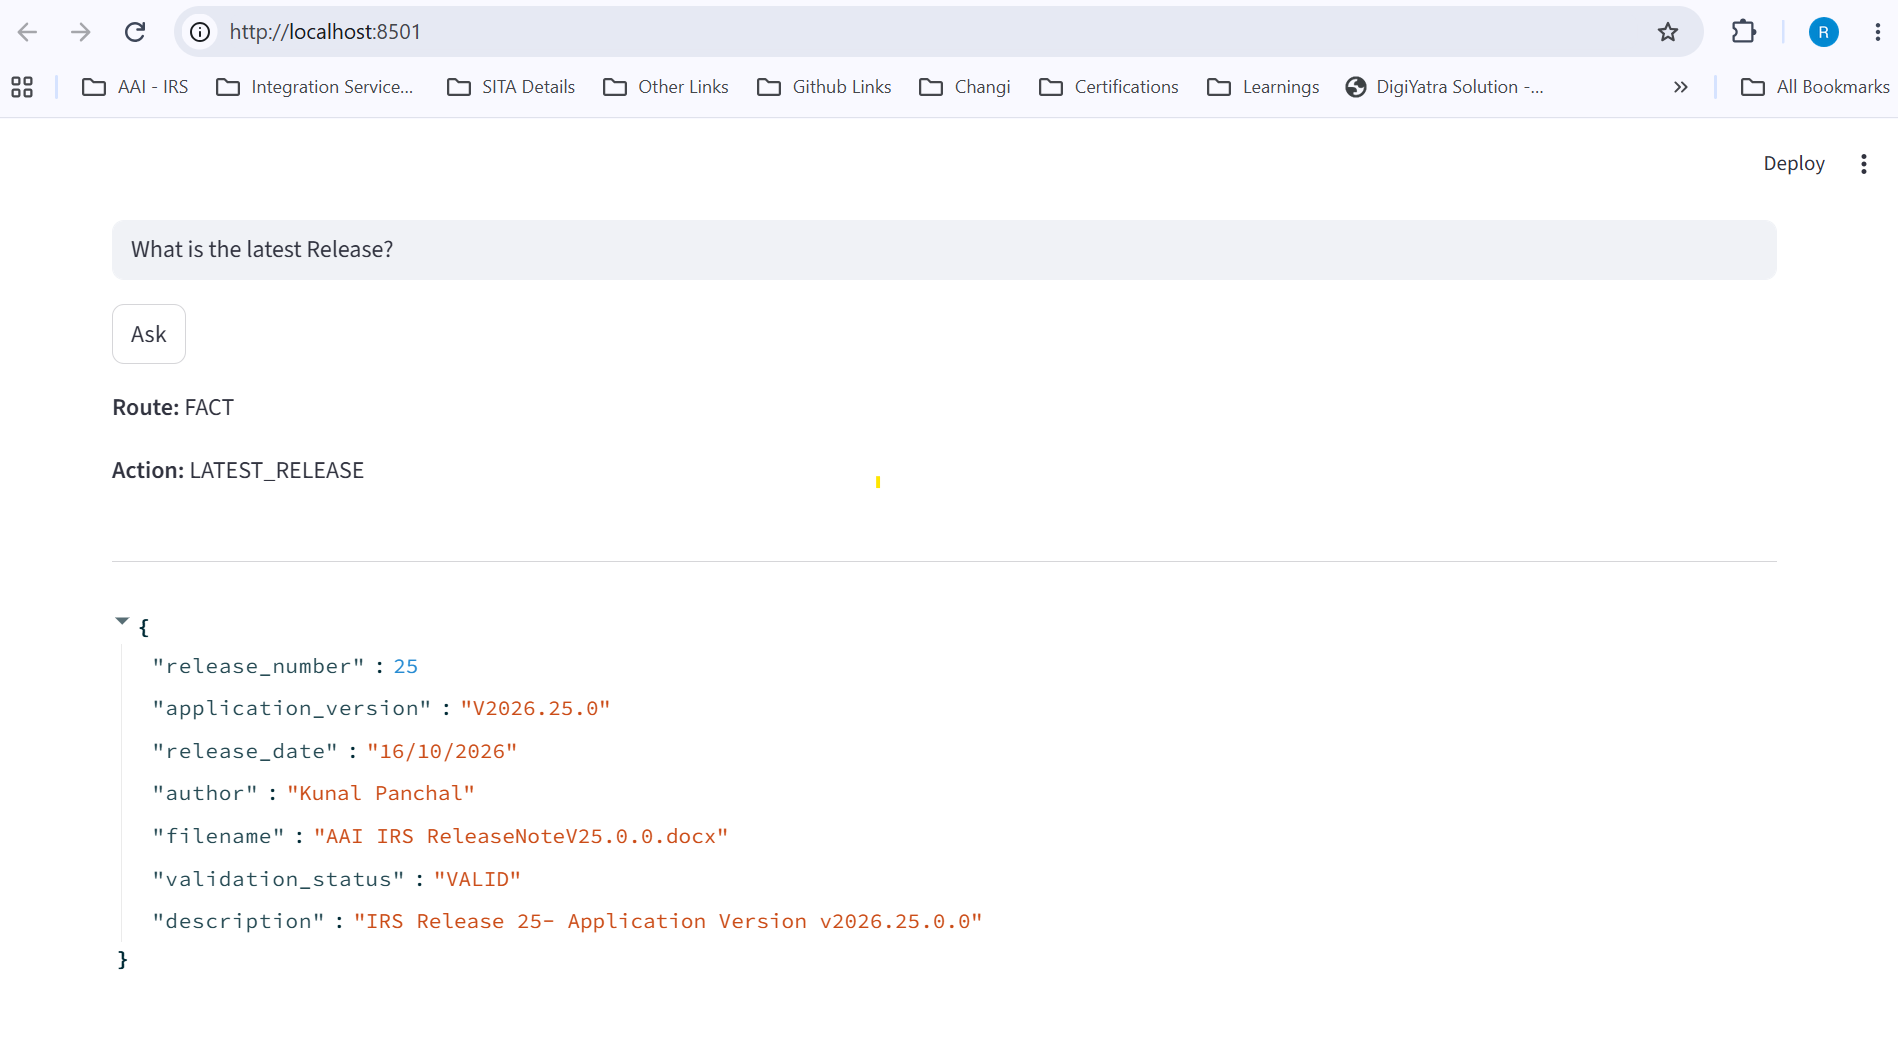 http://localhost:8501
AAI - IRS
Integration Service...
SITA Details
Other Links
Github Links
Changi
Certifications
Learnings
DigiYatra Solution -...
»
All Bookmarks
R
Deploy
What is the latest Release?
Ask
Route: FACT
Action: LATEST_RELEASE
{
"release_number" : 25
"application_version" : "V2026.25.0"
"release_date" : "16/10/2026"
"author" : "Kunal Panchal"
"filename" : "AAI IRS ReleaseNoteV25.0.0.docx"
"validation_status" : "VALID"
"description" : "IRS Release 25- Application Version v2026.25.0.0"
}